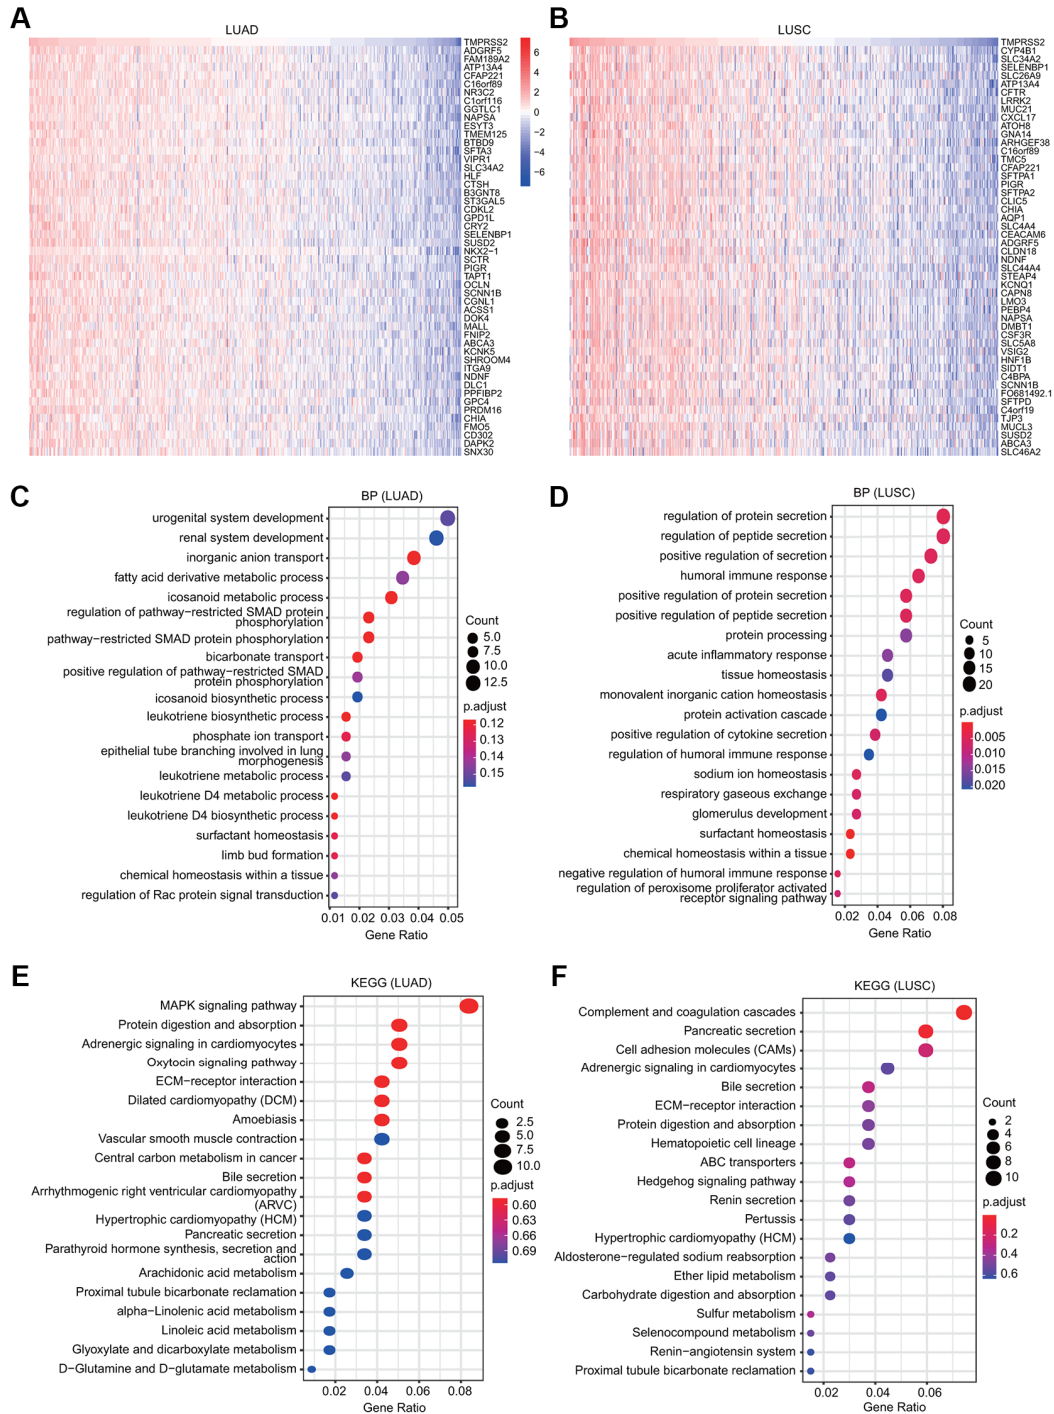 A
LUAD
TMPRSS2
ADGRF5
FAM189A2
ATP13A4
CFAP221
C16orf89
NR3C2
C1orf116
GGTLC1
NAPSA
ESYT3
TMEM125
BTBD9
SFTA3
VIPR1
SLC34A2
HLF
CTSH
B3GNT8
ST3GAL5
CDKL2
GPD1L
CRY2
SELENBP1
SUSD2
NKX2−1
SCTR
PIGR
TAPT1
OCLN
SCNN1B
CGNL1
ACSS1
DOK4
MALL
FNIP2
ABCA3
KCNK5
SHROOM4
ITGA9
NDNF
DLC1
PPFIBP2
GPC4
PRDM16
CHIA
FMO5
CD302
DAPK2
SNX30
6
4
2
0
−2
−4
−6
B
LUSC
TMPRSS2
CYP4B1
SLC34A2
SELENBP1
SLC26A9
ATP13A4
CFTR
LRRK2
MUC21
CXCL17
ATOH8
GNA14
ARHGEF38
C16orf89
TMC5
CFAP221
SFTPA1
PIGR
SFTPA2
CLIC5
CHIA
AQP1
SLC4A4
CEACAM6
ADGRF5
CLDN18
NDNF
SLC44A4
STEAP4
KCNQ1
CAPN8
LMO3
PEBP4
NAPSA
DMBT1
CSF3R
SLC5A8
VSIG2
HNF1B
SIDT1
C4BPA
SCNN1B
FO681492.1
SFTPD
C4orf19
TJP3
MUCL3
SUSD2
ABCA3
SLC46A2
C
BP (LUAD)
urogenital system development
renal system development
inorganic anion transport
fatty acid derivative metabolic process
icosanoid metabolic process
regulation of pathway−restricted SMAD protein
phosphorylation
pathway−restricted SMAD protein phosphorylation
bicarbonate transport
positive regulation of pathway−restricted SMAD
protein phosphorylation
icosanoid biosynthetic process
leukotriene biosynthetic process
phosphate ion transport
epithelial tube branching involved in lung
morphogenesis
leukotriene metabolic process
leukotriene D4 metabolic process
leukotriene D4 biosynthetic process
surfactant homeostasis
limb bud formation
chemical homeostasis within a tissue
regulation of Rac protein signal transduction
0.01 0.02 0.03 0.04 0.05
Gene Ratio
Count
5.0
7.5
10.0
12.5
p.adjust
0.12
0.13
0.14
0.15
D
BP (LUSC)
regulation of protein secretion
regulation of peptide secretion
positive regulation of secretion
humoral immune response
positive regulation of protein secretion
positive regulation of peptide secretion
protein processing
acute inflammatory response
tissue homeostasis
monovalent inorganic cation homeostasis
protein activation cascade
positive regulation of cytokine secretion
regulation of humoral immune response
sodium ion homeostasis
respiratory gaseous exchange
glomerulus development
surfactant homeostasis
chemical homeostasis within a tissue
negative regulation of humoral immune response
regulation of peroxisome proliferator activated
receptor signaling pathway
0.02 0.04 0.06 0.08
Gene Ratio
Count
5
10
15
20
p.adjust
0.005
0.010
0.015
0.020
E
KEGG (LUAD)
MAPK signaling pathway
Protein digestion and absorption
Adrenergic signaling in cardiomyocytes
Oxytocin signaling pathway
ECM−receptor interaction
Dilated cardiomyopathy (DCM)
Amoebiasis
Vascular smooth muscle contraction
Central carbon metabolism in cancer
Bile secretion
Arrhythmogenic right ventricular cardiomyopathy
(ARVC)
Hypertrophic cardiomyopathy (HCM)
Pancreatic secretion
Parathyroid hormone synthesis, secretion and
action
Arachidonic acid metabolism
Proximal tubule bicarbonate reclamation
alpha−Linolenic acid metabolism
Linoleic acid metabolism
Glyoxylate and dicarboxylate metabolism
D−Glutamine and D−glutamate metabolism
0.02 0.04 0.06 0.08
Gene Ratio
Count
2.5
5.0
7.5
10.0
p.adjust
0.60
0.63
0.66
0.69
F
KEGG (LUSC)
Complement and coagulation cascades
Pancreatic secretion
Cell adhesion molecules (CAMs)
Adrenergic signaling in cardiomyocytes
Bile secretion
ECM−receptor interaction
Protein digestion and absorption
Hematopoietic cell lineage
ABC transporters
Hedgehog signaling pathway
Renin secretion
Pertussis
Hypertrophic cardiomyopathy (HCM)
Aldosterone−regulated sodium reabsorption
Ether lipid metabolism
Carbohydrate digestion and absorption
Sulfur metabolism
Selenocompound metabolism
Renin−angiotensin system
Proximal tubule bicarbonate reclamation
0.02 0.04 0.06
Gene Ratio
Count
2
4
6
8
10
p.adjust
0.2
0.4
0.6